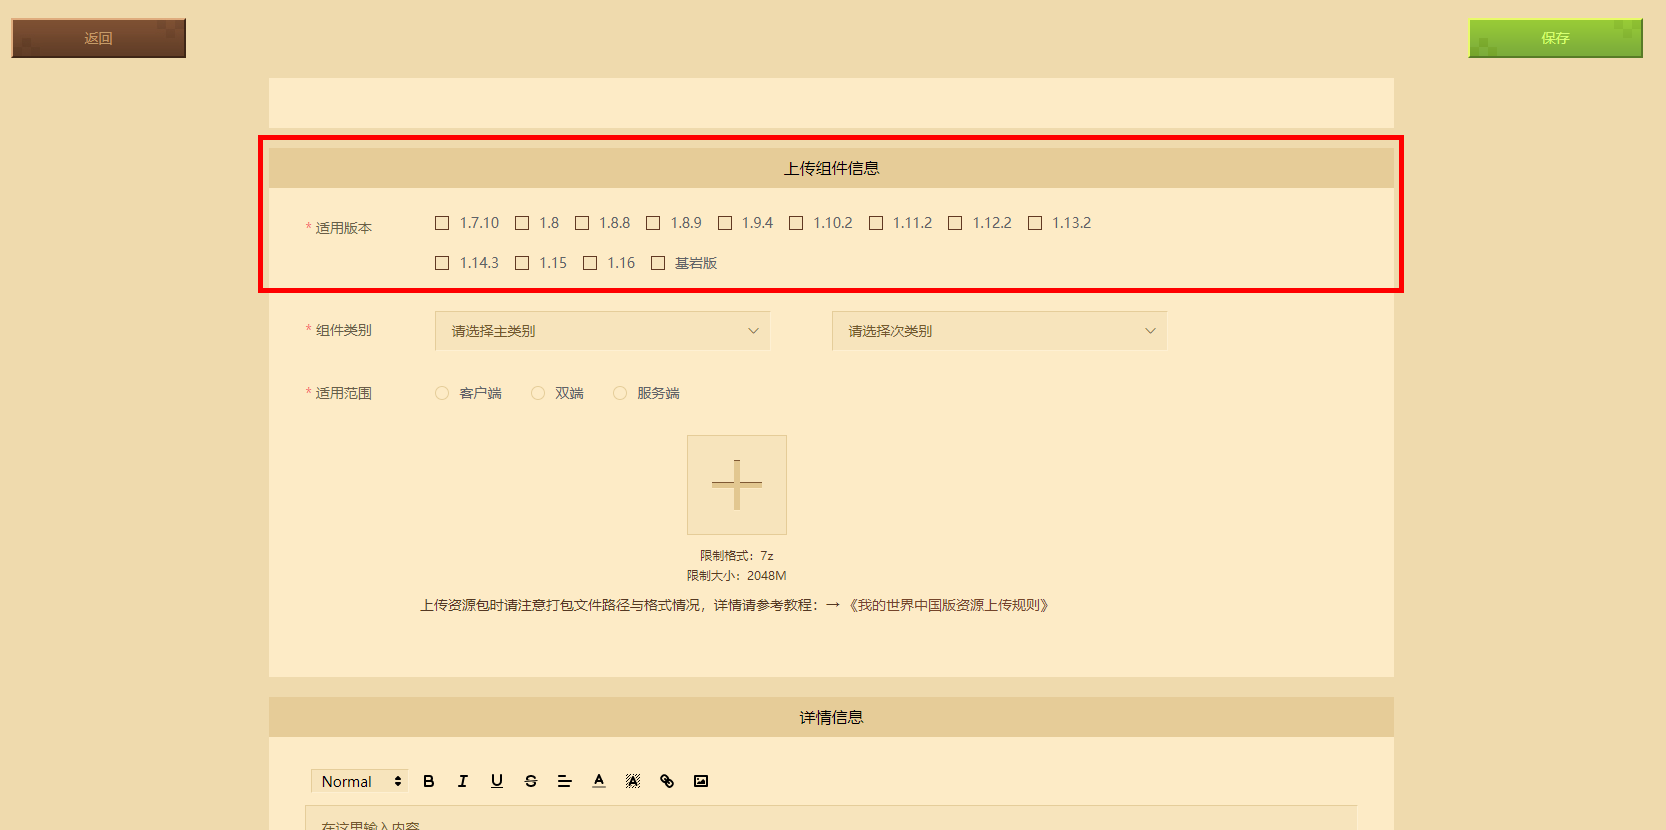 返回
保存
上传组件信息
* 适用版本
1.7.10 1.8 1.8.8 1.8.9 1.9.4 1.10.2 1.11.2 1.12.2 1.13.2
1.14.3 1.15 1.16 基岩版
* 组件类别 请选择主类别 请选择次类别
* 适用范围 客户端 双端 服务端
限制格式：7z
限制大小：2048M
上传资源包时请注意打包文件路径与格式情况，详情请参考教程：→ 《我的世界中国版资源上传规则》
详情信息
Normal B I U S A A
在这里输入内容